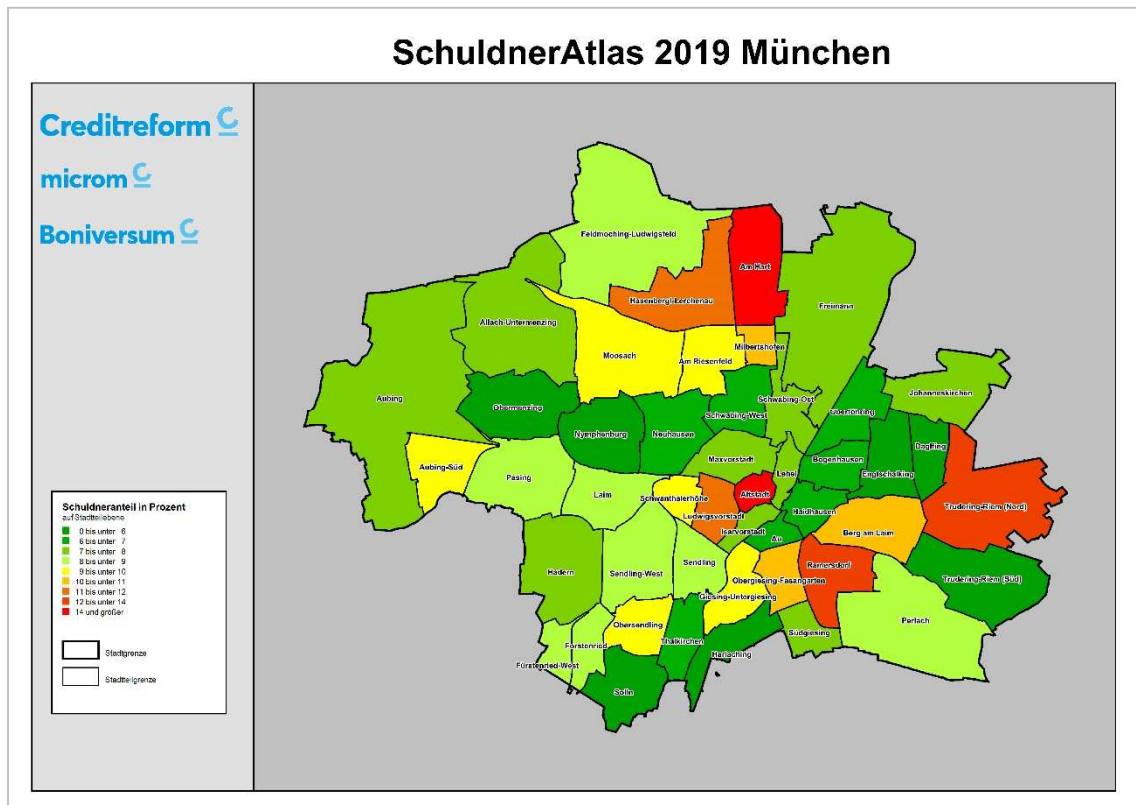 SchuldnerAtlas 2019 München
Creditreform
microm
Boniversum
Schuldneranteil in Prozent
auf Stadtteilebene
0 bis unter 6
6 bis unter 7
7 bis unter 8
8 bis unter 9
9 bis unter 10
10 bis unter 11
11 bis unter 12
12 bis unter 14
14 und größer
Stadtgrenze
Stadtteilgrenze
Feldmoching-Ludwigsfeld
Am Hart
Hasenbergl-Lerchenau
Freimann
Allach-Untermenzing
Milbertshofen
Moosach
Am Riesenfeld
Johanneskirchen
Aubing
Schwabing-Ost
Obermenzing
Schwabing-West
Oberföhring
Nymphenburg
Neuhausen
Daglfing
Maxvorstadt
Bogenhausen
Englschalking
Lehel
Aubing-Süd
Pasing
Laim
Schwanthalerhöhe
Altstadt
Haidhausen
Trudering-Riem (Nord)
Ludwigsvorstadt
Isarvorstadt
Au
Berg am Laim
Sendling
Hadern
Sendling-West
Obergiesing-Fasangarten
Ramersdorf
Trudering-Riem (Süd)
Giesing-Untergiesing
Perlach
Obersendling
Südgiesing
Thalkirchen
Forstenried
Harlaching
Fürstenried-West
Solln